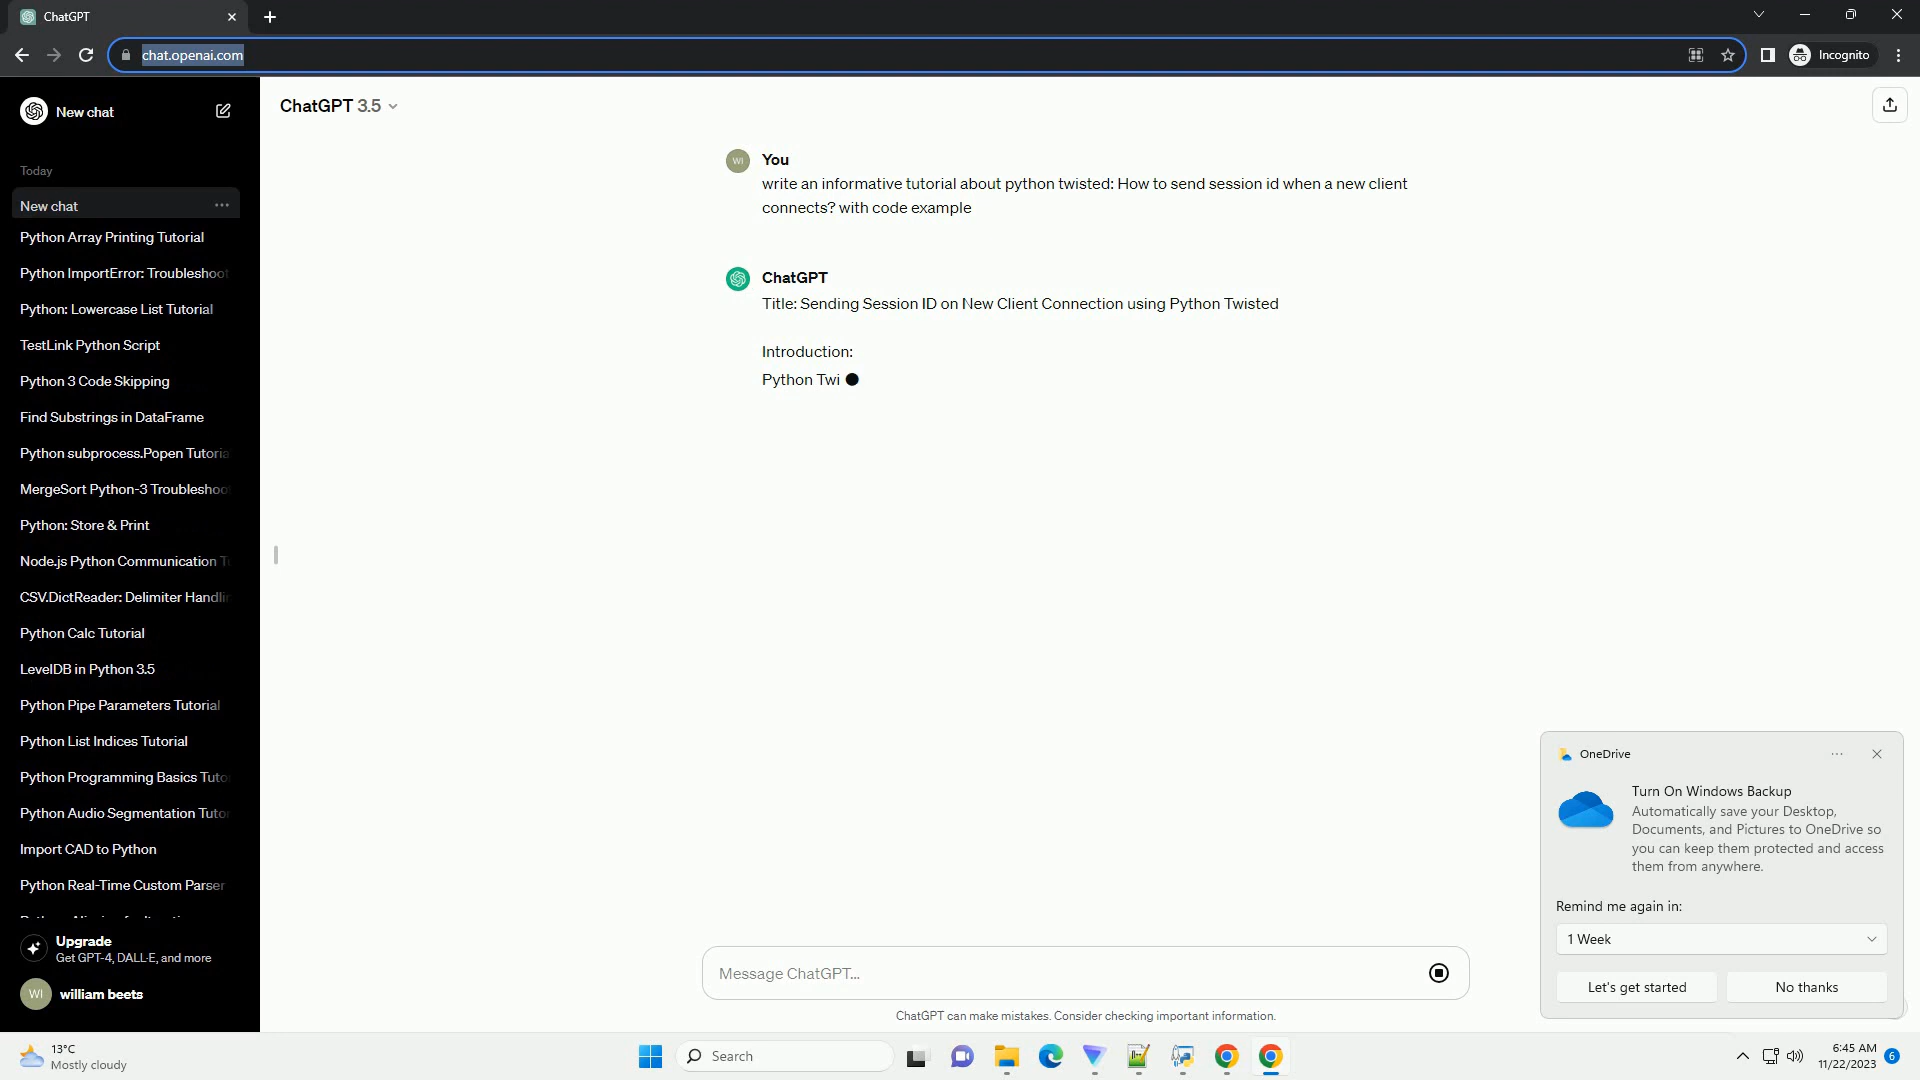 ChatGPT
chat.openai.com
Incognito
New chat
ChatGPT 3.5
Today
New chat
Python Array Printing Tutorial
Python ImportError: Troubleshoot
Python: Lowercase List Tutorial
TestLink Python Script
Python 3 Code Skipping
Find Substrings in DataFrame
Python subprocess.Popen Tutoria
MergeSort Python-3 Troubleshoo
Python: Store & Print
Node.js Python Communication T
CSV.DictReader: Delimiter Handlin
Python Calc Tutorial
LevelDB in Python 3.5
Python Pipe Parameters Tutorial
Python List Indices Tutorial
Python Programming Basics Tuto
Python Audio Segmentation Tutor
Import CAD to Python
Python Real-Time Custom Parser
Upgrade
Get GPT-4, DALL·E, and more
WI
william beets
WI
You
write an informative tutorial about python twisted: How to send session id when a new client
connects? with code example
ChatGPT
Title: Sending Session ID on New Client Connection using Python Twisted
Introduction:
Python Twi
Message ChatGPT...
ChatGPT can make mistakes. Consider checking important information.
OneDrive
Turn On Windows Backup
Automatically save your Desktop,
Documents, and Pictures to OneDrive so
you can keep them protected and access
them from anywhere.
Remind me again in:
1 Week
Let's get started
No thanks
13°C
Mostly cloudy
Search
6:45 AM
11/22/2023
6